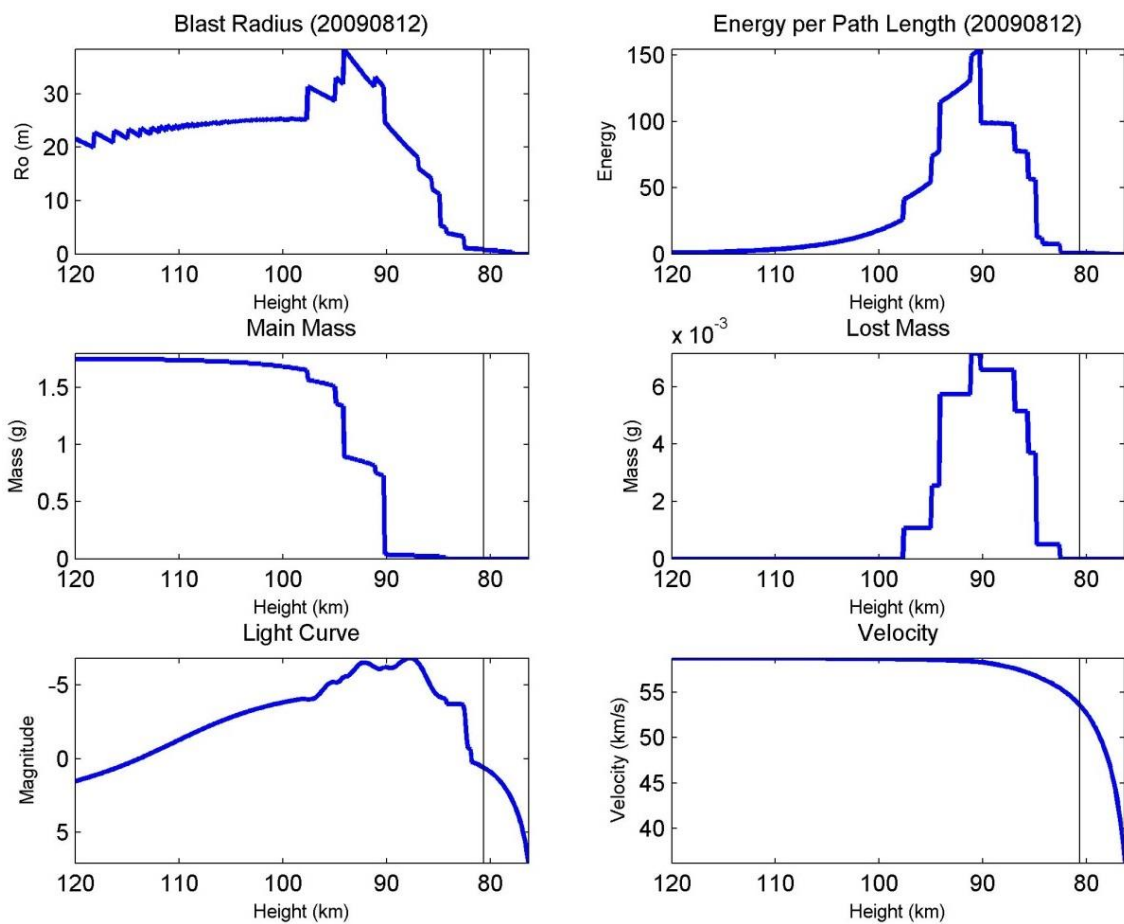 Blast Radius (20090812)
Ro (m)
30
20
10
0
120 110 100 90 80
Height (km)
Energy per Path Length (20090812)
Energy
150
100
50
0
120 110 100 90 80
Height (km)
Main Mass
Mass (g)
1.5
1
0.5
0
120 110 100 90 80
Height (km)
Lost Mass
x 10⁻³
Mass (g)
6
4
2
0
120 110 100 90 80
Height (km)
Light Curve
Magnitude
-5
0
5
120 110 100 90 80
Height (km)
Velocity
Velocity (km/s)
55
50
45
40
120 110 100 90 80
Height (km)